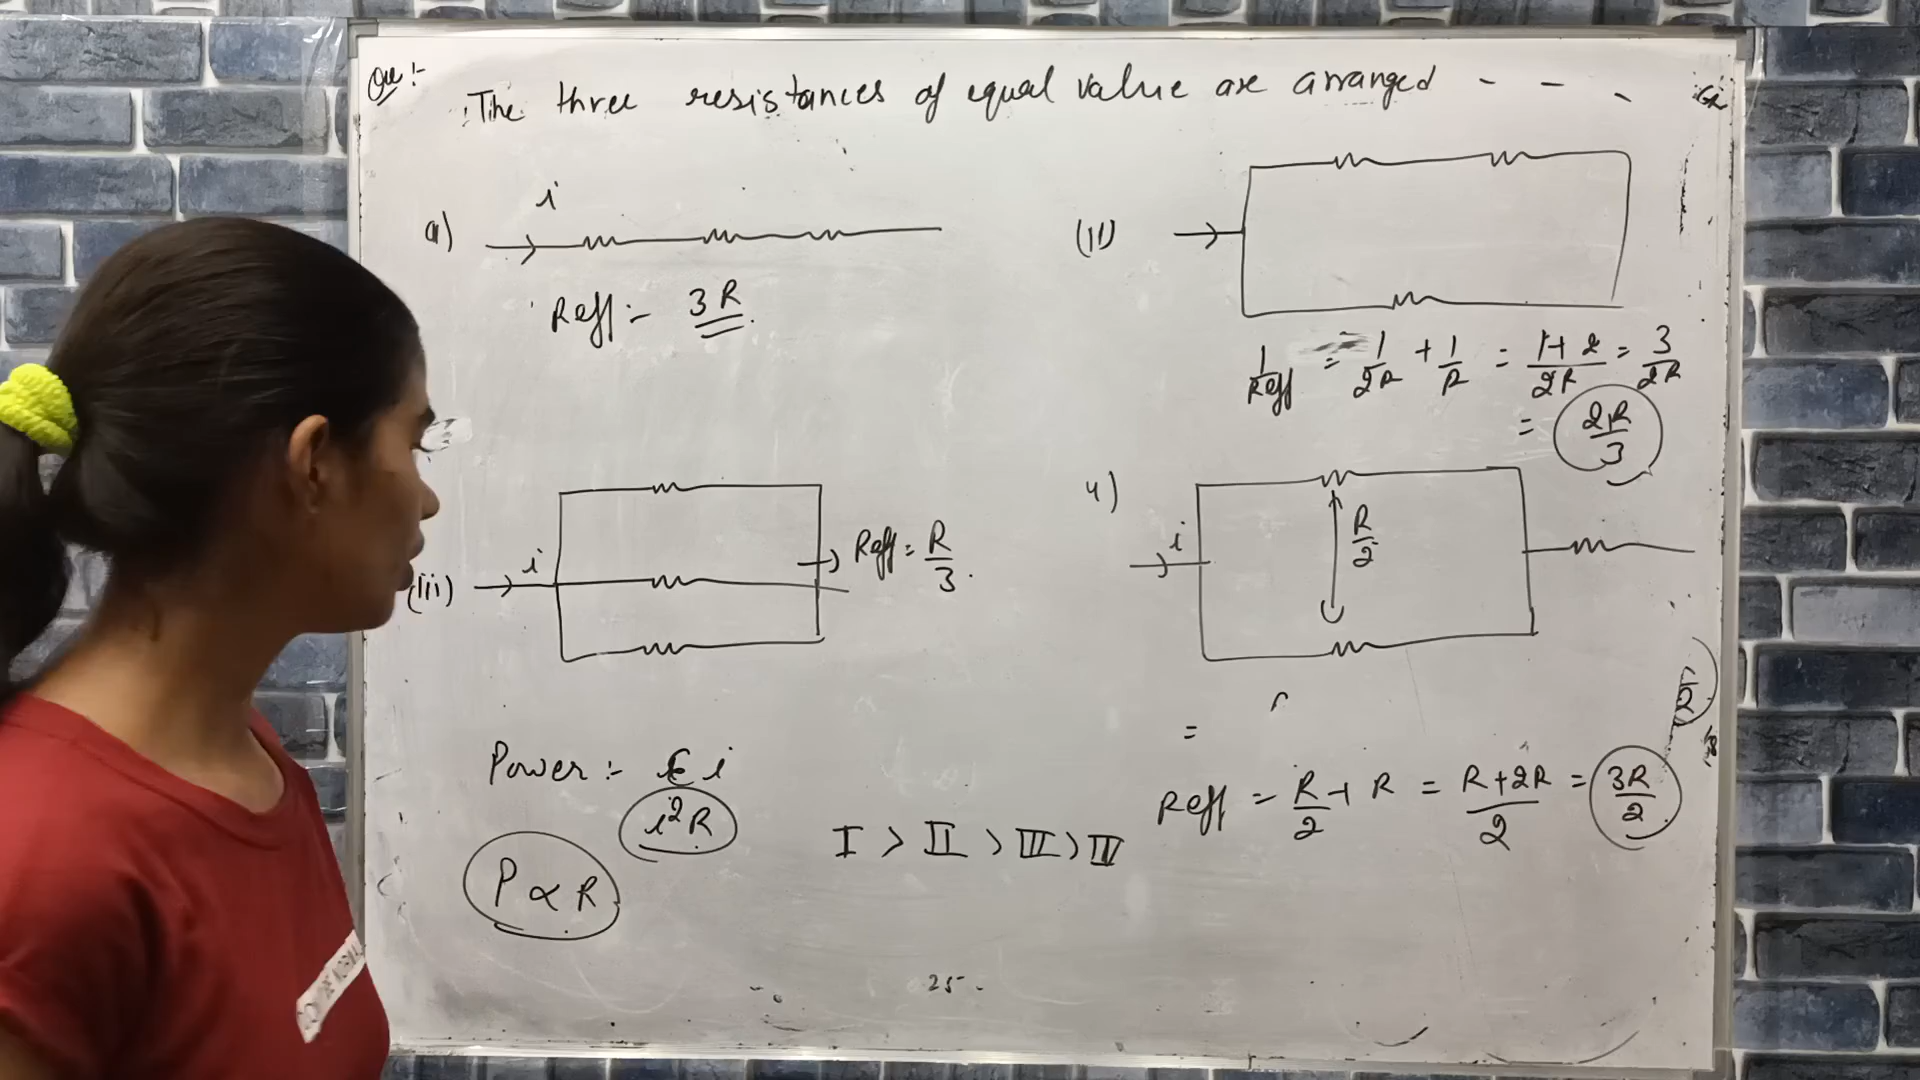 Que :-
The three resistances of equal value are arranged - - -
a)
i
Reff :- 3R.
(II)
1/Reff = 1/2R + 1/R = 1+2/2R = 3/2R
= 2R/3
(iii)
i
Reff = R/3.
4)
i
R/2
=
Reff = R/2 + R = R+2R/2 = 3R/2
Power :- i
i²R
P ∝ R
I > II > III > IV
25